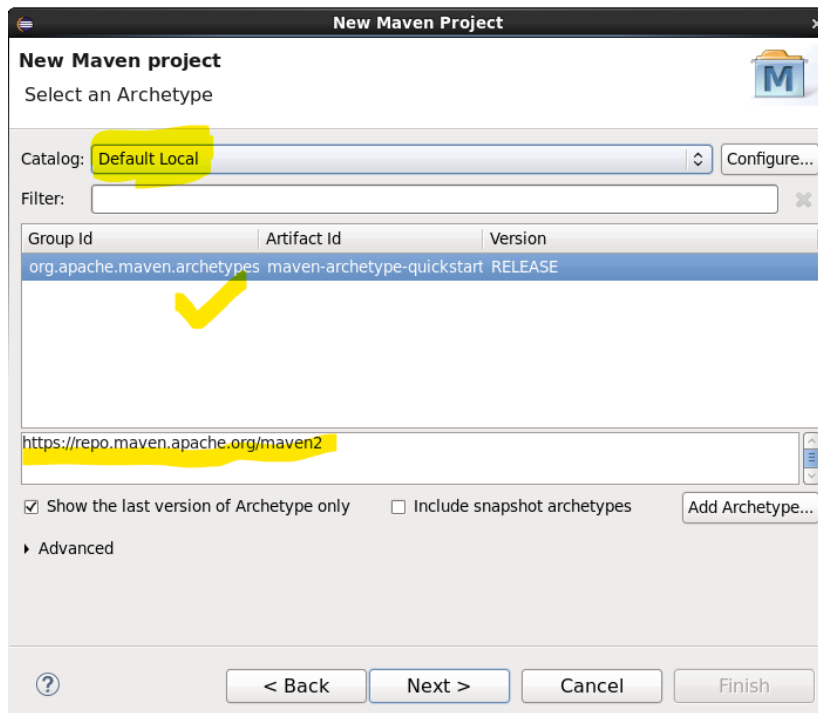 New Maven Project
New Maven project
Select an Archetype
M
Catalog: Default Local Configure...
Filter:
Group Id Artifact Id Version
org.apache.maven.archetypes maven-archetype-quickstart RELEASE
https://repo.maven.apache.org/maven2
Show the last version of Archetype only Include snapshot archetypes Add Archetype...
Advanced
? < Back Next > Cancel Finish